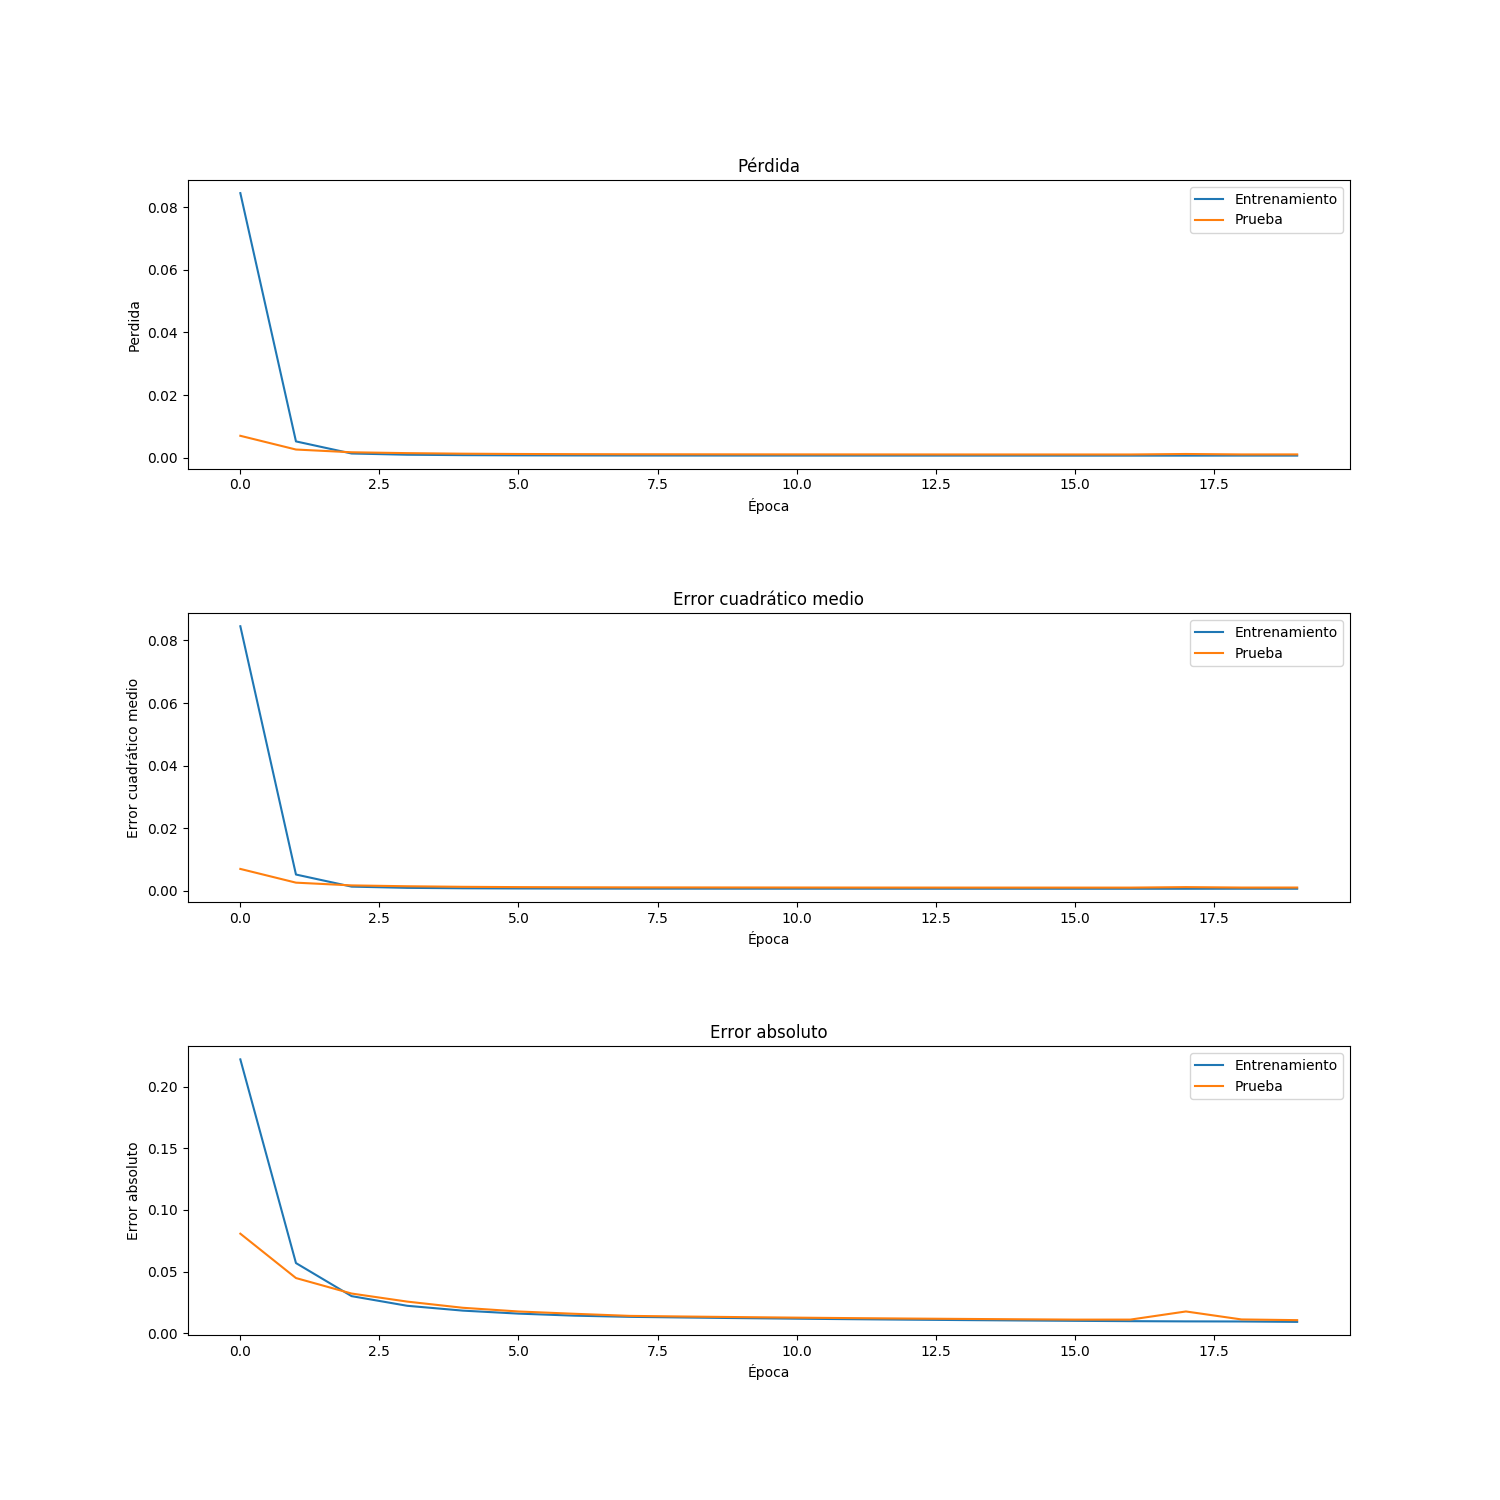 Pérdida
Perdida
0.08
0.06
0.04
0.02
0.00
Entrenamiento
Prueba
0.0 2.5 5.0 7.5 10.0 12.5 15.0 17.5
Época
Error cuadrático medio
Error cuadrático medio
0.08
0.06
0.04
0.02
0.00
Entrenamiento
Prueba
0.0 2.5 5.0 7.5 10.0 12.5 15.0 17.5
Época
Error absoluto
Error absoluto
0.20
0.15
0.10
0.05
0.00
Entrenamiento
Prueba
0.0 2.5 5.0 7.5 10.0 12.5 15.0 17.5
Época